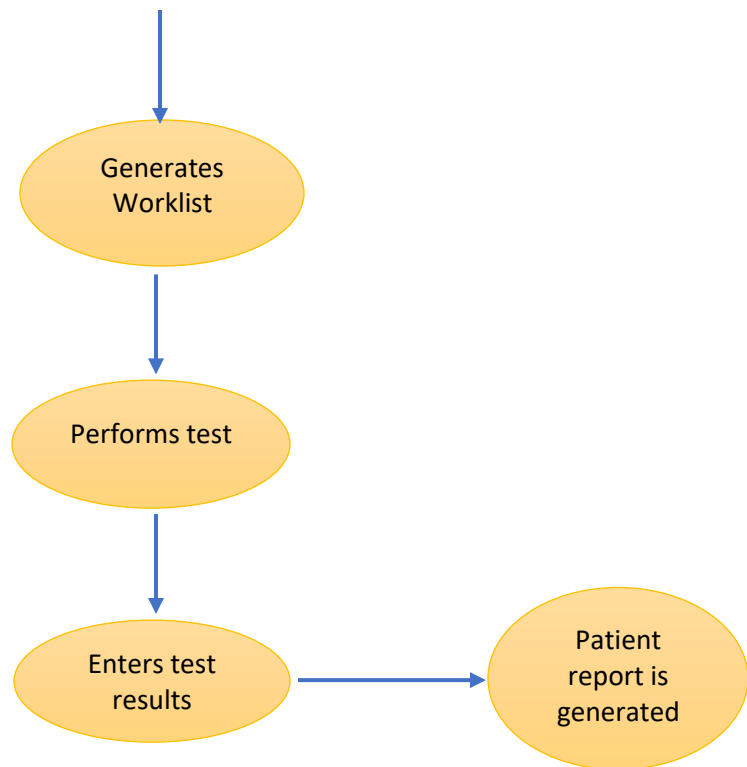 Generates
Worklist
Performs test
Enters test
results
Patient
report is
generated